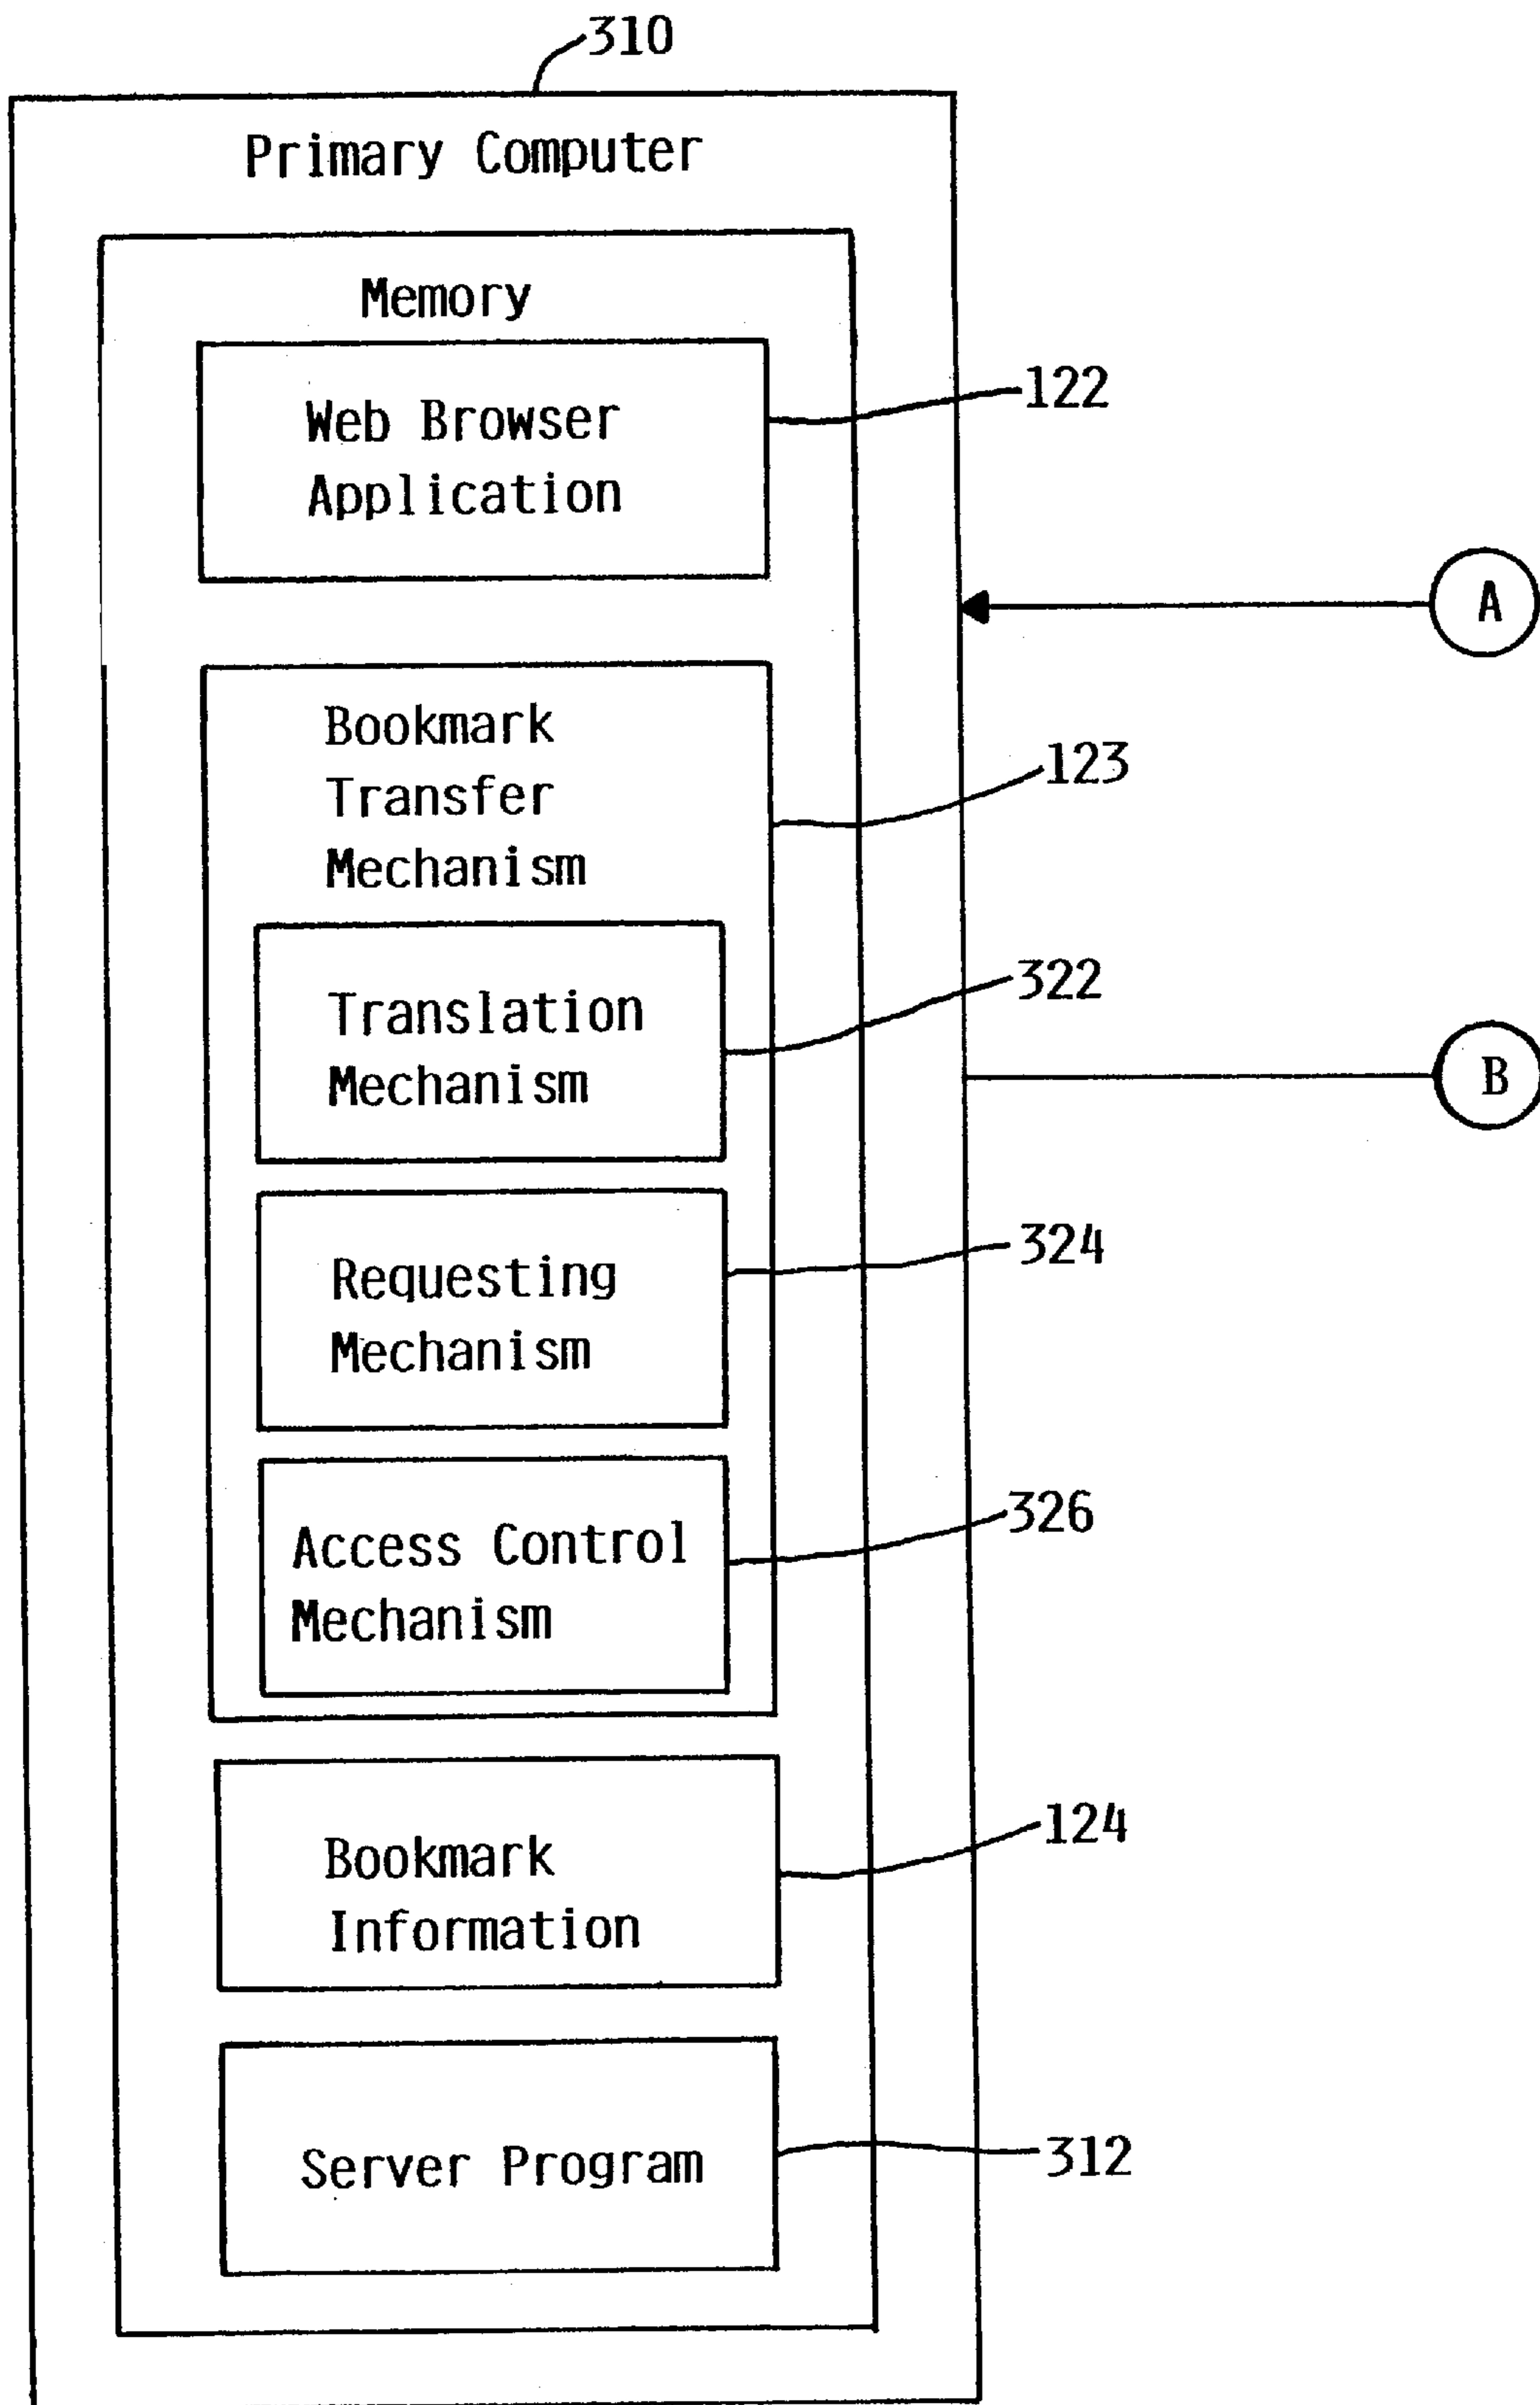 310
Primary Computer
Memory
Web Browser
Application
122
A
Bookmark
Transfer
Mechanism
123
Translation
Mechanism
322
B
Requesting
Mechanism
324
Access Control
Mechanism
326
Bookmark
Information
124
Server Program
312